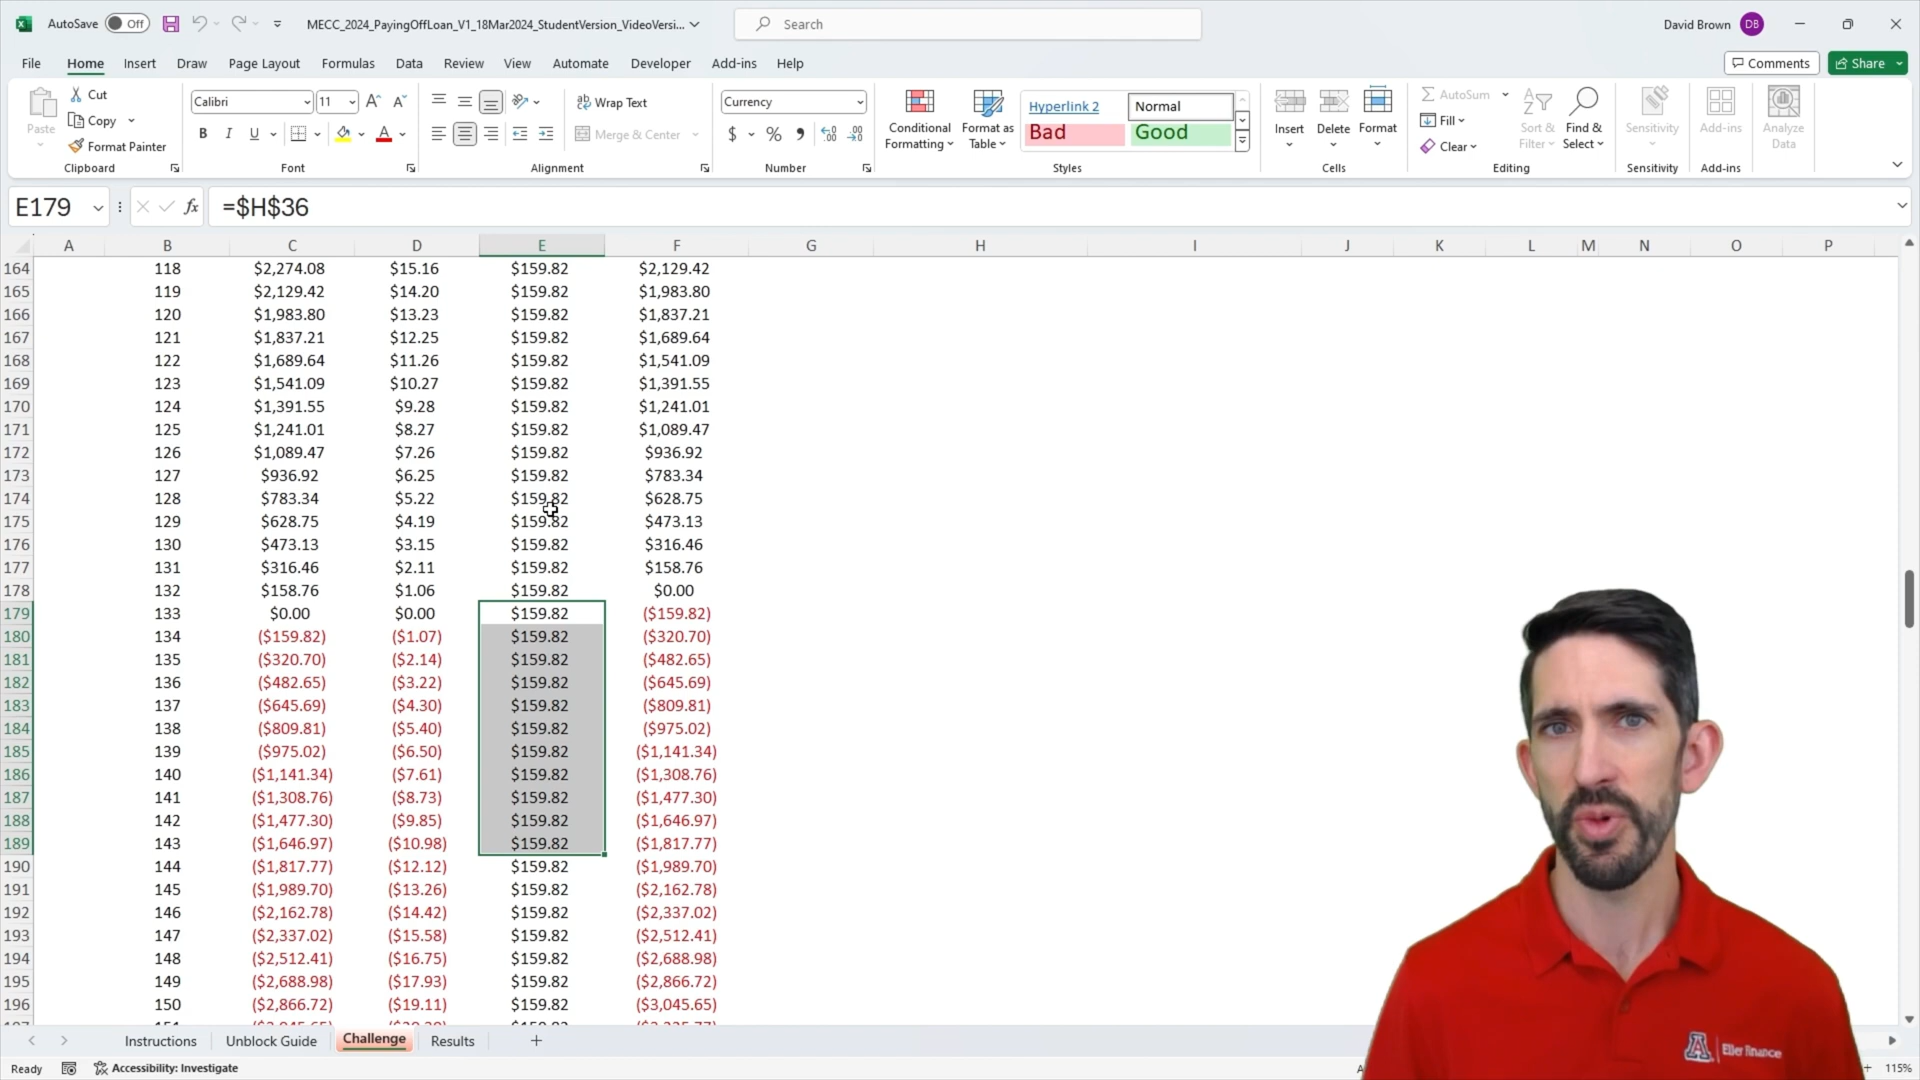 AutoSave Off MECC_2024_PayingOffLoan_V1_18Mar2024_StudentVersion_VideoVersi... Search David Brown DB
File Home Insert Draw Page Layout Formulas Data Review View Automate Developer Add-ins Help Comments Share
Paste Cut Copy Format Painter Clipboard
Calibri 11 A A B I U A Font
ab Wrap Text Merge & Center Alignment
Currency $ % , Number
Conditional Formatting Format as Table Hyperlink 2 Normal Bad Good Styles
Insert Delete Format Cells
AutoSum Fill Clear Sort & Filter Find & Select Editing
Sensitivity Sensitivity
Add-ins Add-ins
Analyze Data
E179 fx =$H$36
A B C D E F G H I J K L M N O P
164 118 $2,274.08 $15.16 $159.82 $2,129.42
165 119 $2,129.42 $14.20 $159.82 $1,983.80
166 120 $1,983.80 $13.23 $159.82 $1,837.21
167 121 $1,837.21 $12.25 $159.82 $1,689.64
168 122 $1,689.64 $11.26 $159.82 $1,541.09
169 123 $1,541.09 $10.27 $159.82 $1,391.55
170 124 $1,391.55 $9.28 $159.82 $1,241.01
171 125 $1,241.01 $8.27 $159.82 $1,089.47
172 126 $1,089.47 $7.26 $159.82 $936.92
173 127 $936.92 $6.25 $159.82 $783.34
174 128 $783.34 $5.22 $159.82 $628.75
175 129 $628.75 $4.19 $159.82 $473.13
176 130 $473.13 $3.15 $159.82 $316.46
177 131 $316.46 $2.11 $159.82 $158.76
178 132 $158.76 $1.06 $159.82 $0.00
179 133 $0.00 $0.00 $159.82 ($159.82)
180 134 ($159.82) ($1.07) $159.82 ($320.70)
181 135 ($320.70) ($2.14) $159.82 ($482.65)
182 136 ($482.65) ($3.22) $159.82 ($645.69)
183 137 ($645.69) ($4.30) $159.82 ($809.81)
184 138 ($809.81) ($5.40) $159.82 ($975.02)
185 139 ($975.02) ($6.50) $159.82 ($1,141.34)
186 140 ($1,141.34) ($7.61) $159.82 ($1,308.76)
187 141 ($1,308.76) ($8.73) $159.82 ($1,477.30)
188 142 ($1,477.30) ($9.85) $159.82 ($1,646.97)
189 143 ($1,646.97) ($10.98) $159.82 ($1,817.77)
190 144 ($1,817.77) ($12.12) $159.82 ($1,989.70)
191 145 ($1,989.70) ($13.26) $159.82 ($2,162.78)
192 146 ($2,162.78) ($14.42) $159.82 ($2,337.02)
193 147 ($2,337.02) ($15.58) $159.82 ($2,512.41)
194 148 ($2,512.41) ($16.75) $159.82 ($2,688.98)
195 149 ($2,688.98) ($17.93) $159.82 ($2,866.72)
196 150 ($2,866.72) ($19.11) $159.82 ($3,045.65)
A Eller Finance
Instructions Unblock Guide Challenge Results
Ready Accessibility: Investigate 115%